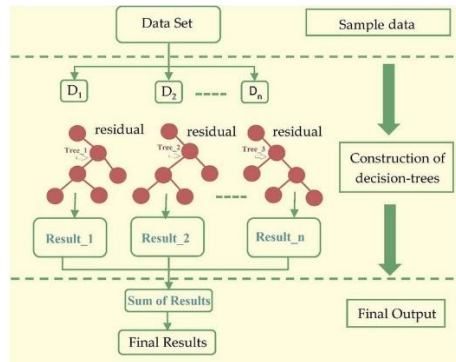 Data Set
Sample data
D1
D2
Dn
residual
residual
residual
Tree_1
Tree_2
Tree_3
Construction of
decision-trees
Result_1
Result_2
Result_n
Sum of Results
Final Output
Final Results